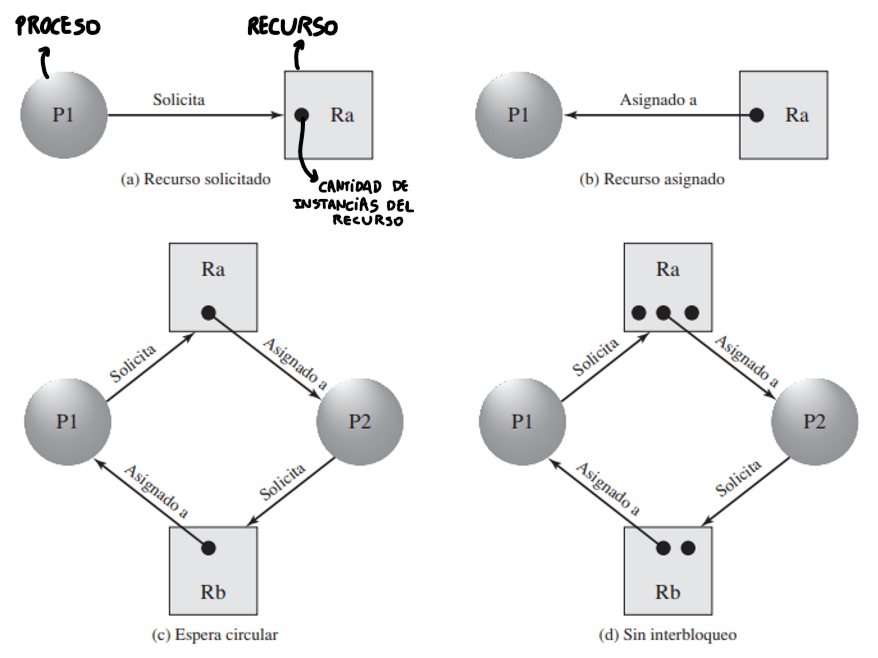 PROCESO
RECURSO
P1
Solicita
Ra
P1
Asignado a
Ra
(a) Recurso solicitado
(b) Recurso asignado
CANTIDAD DE
INSTANCIAS DEL
RECURSO
Ra
Solicita
Asignado a
P1
P2
Asignado a
Solicita
Rb
(c) Espera circular
Ra
Solicita
Asignado a
P1
P2
Asignado a
Solicita
Rb
(d) Sin interbloqueo